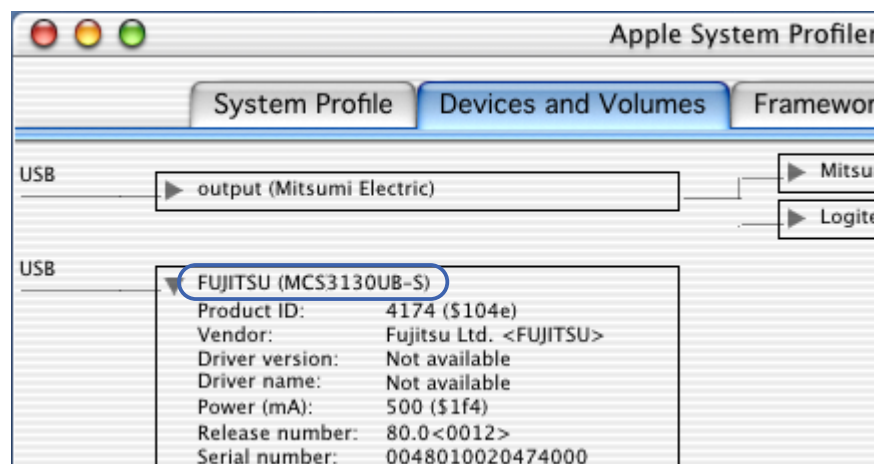 Apple System Profiler
System Profile
Devices and Volumes
USB
output (Mitsumi Electric)
USB
FUJITSU (MCS3130UB-S)
Product ID: 4174 ($104e)
Vendor: Fujitsu Ltd. <FUJITSU>
Driver version: Not available
Driver name: Not available
Power (mA): 500 ($1f4)
Release number: 80.0<0012>
Serial number: 0048010020474000